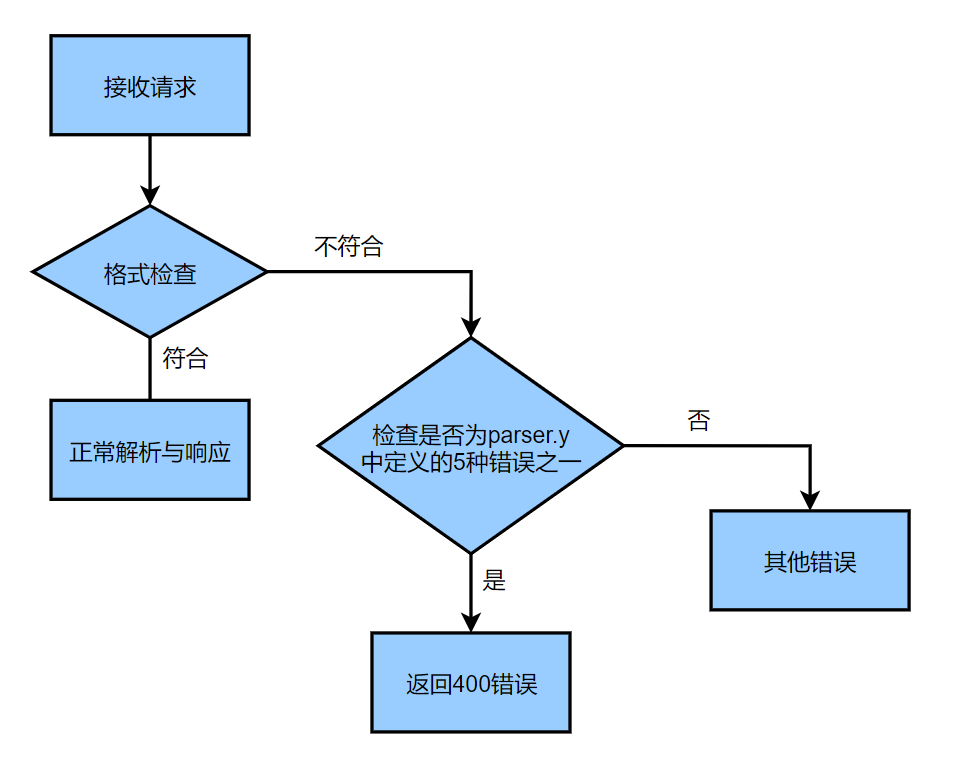 接收请求
格式检查
不符合
符合
正常解析与响应
检查是否为parser.y
中定义的5种错误之一
否
其他错误
是
返回400错误